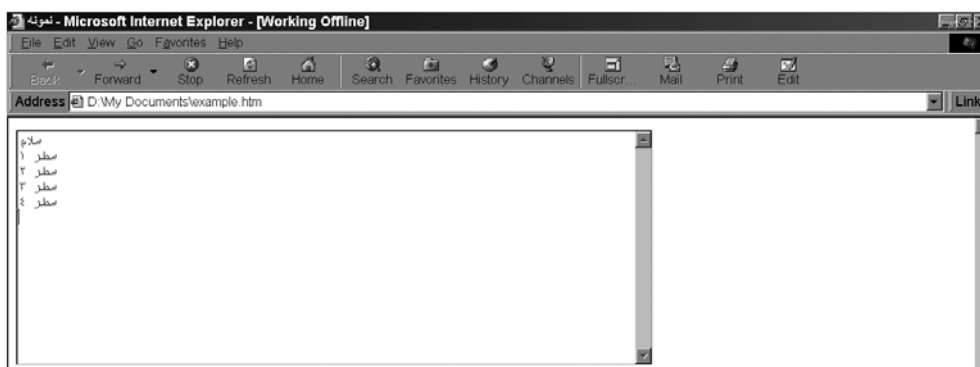 نمونه - Microsoft Internet Explorer - [Working Offline]
File Edit View Go Favorites Help
Back Forward Stop Refresh Home Search Favorites History Channels Fullscr... Mail Print Edit
Address D:\My Documents\example.htm Link
سلام
سطر ۱
سطر ۲
سطر ۳
سطر ٤